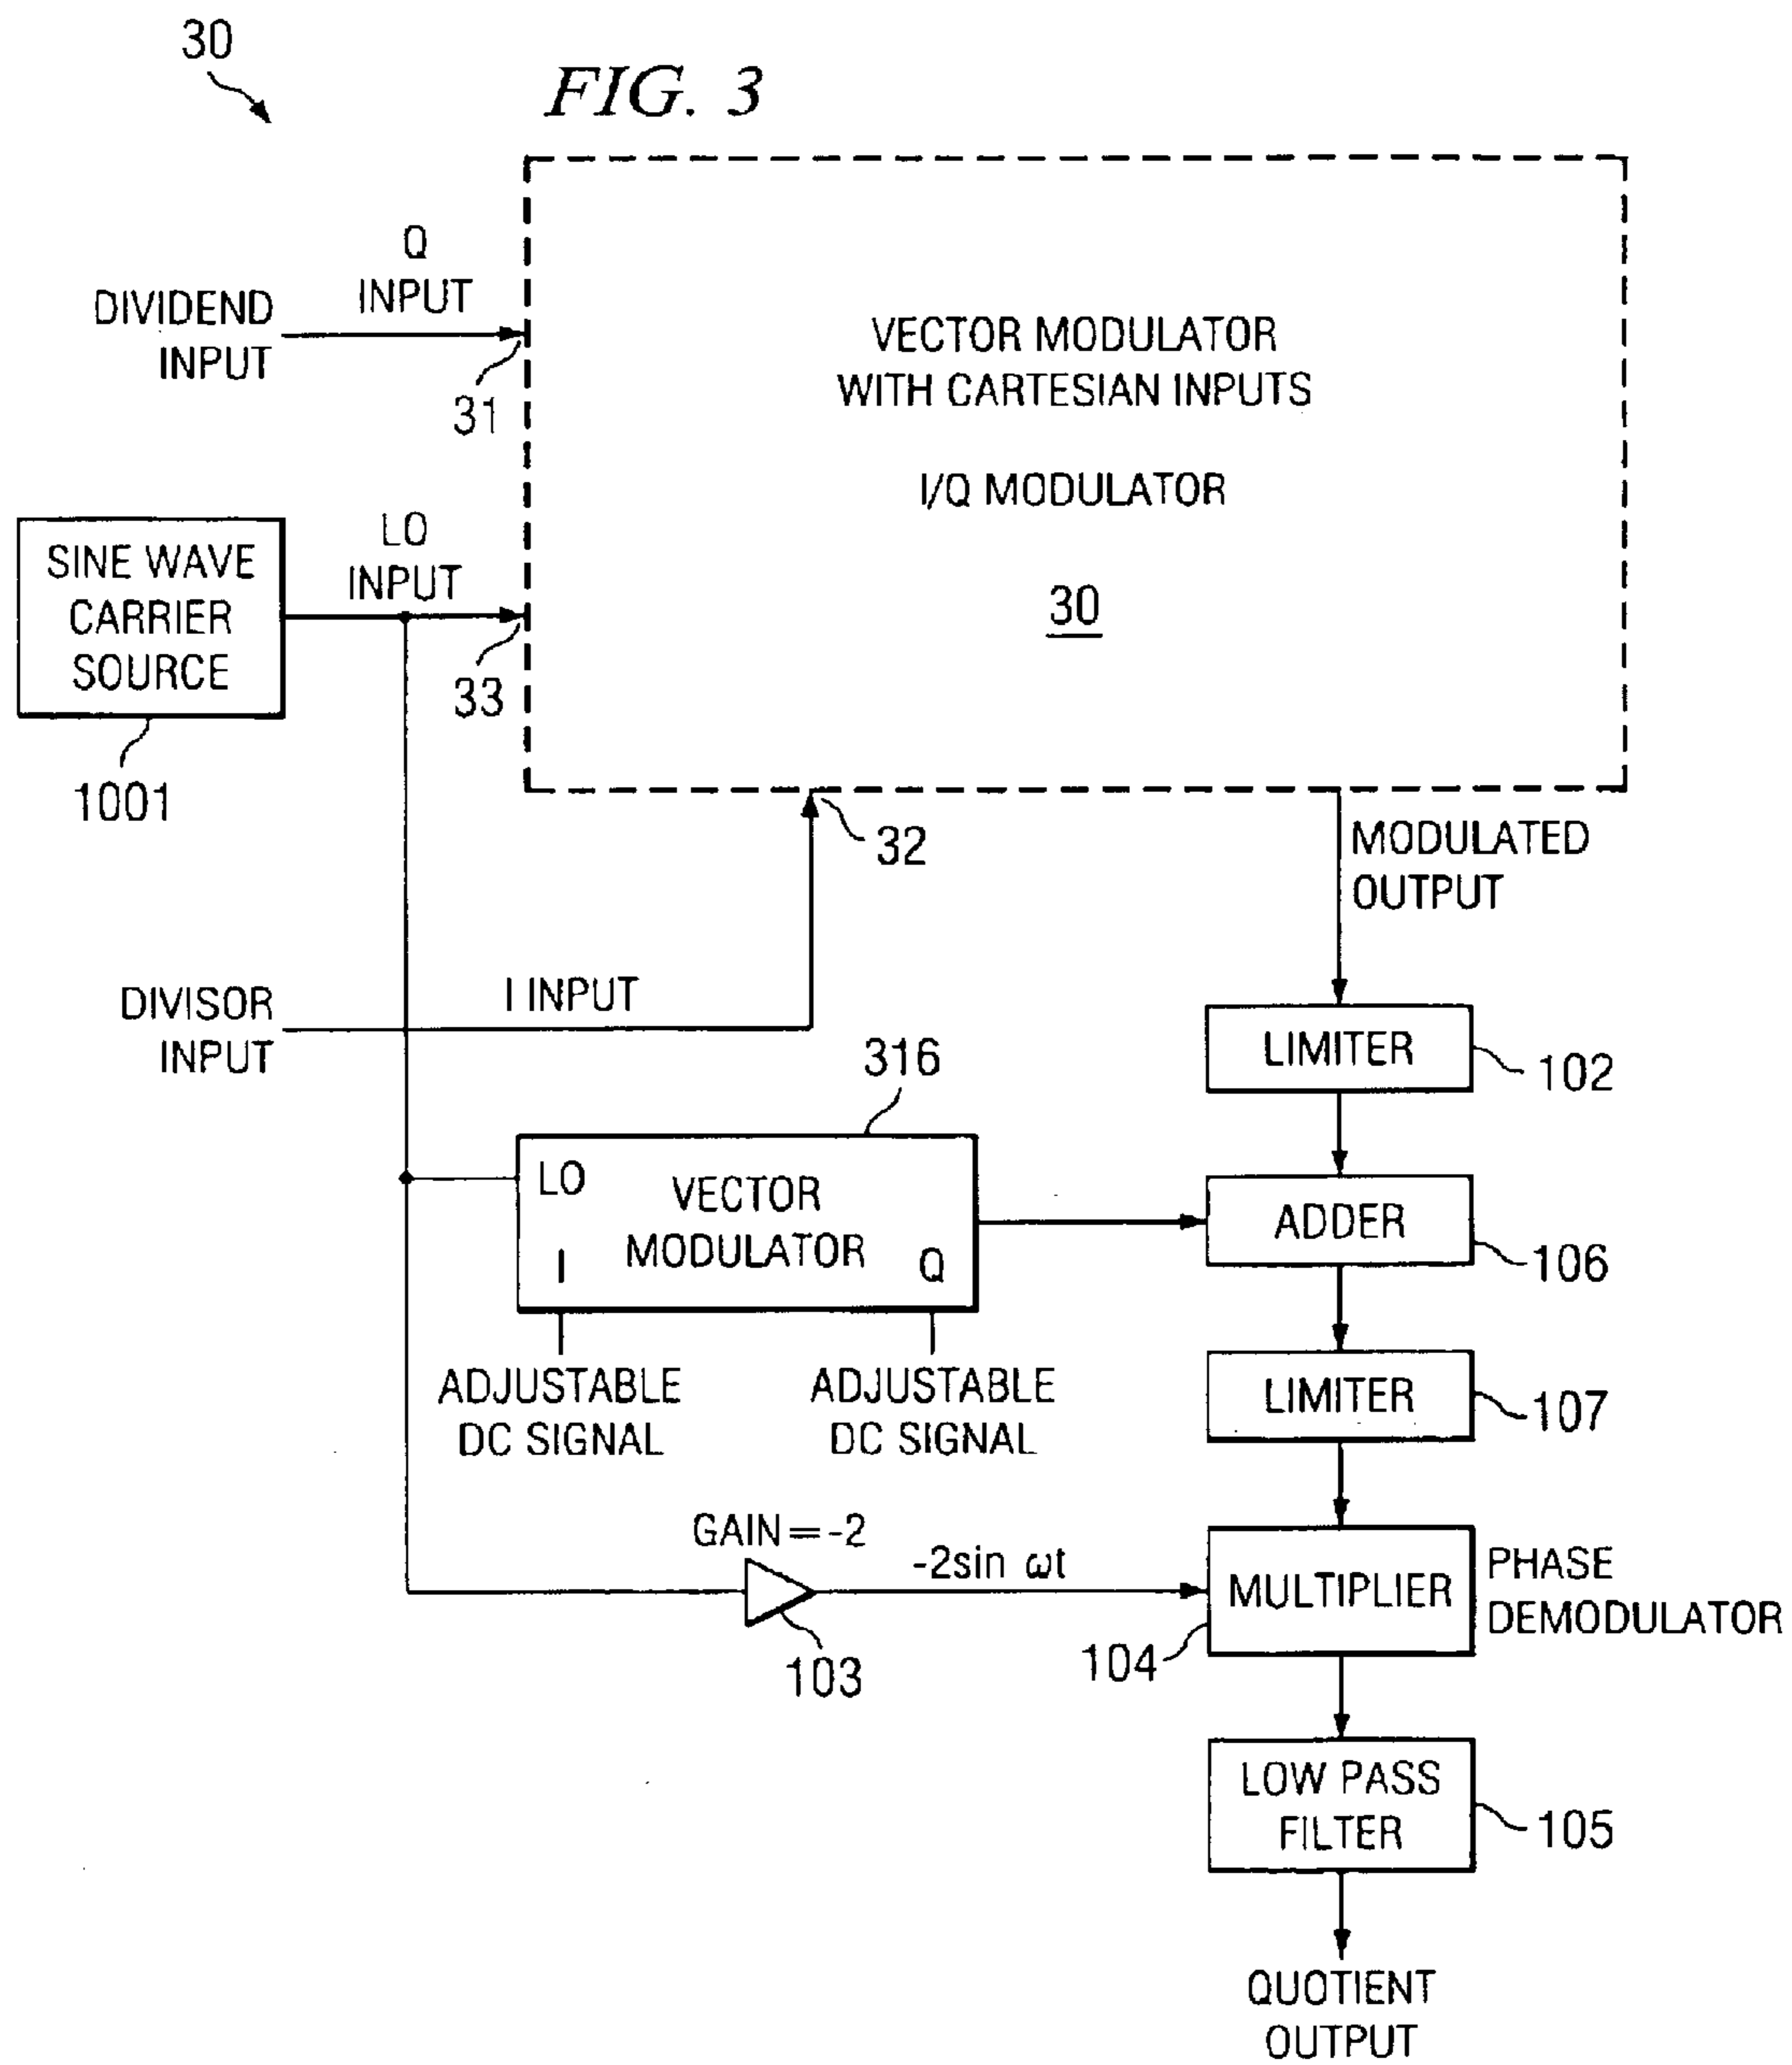 30
FIG. 3
Q
INPUT
DIVIDEND
INPUT
31
VECTOR MODULATOR
WITH CARTESIAN INPUTS
I/Q MODULATOR
30
SINE WAVE
CARRIER
SOURCE
1001
LO
INPUT
33
32
MODULATED
OUTPUT
DIVISOR
INPUT
I INPUT
LIMITER
102
316
LO
VECTOR
MODULATOR
I
Q
ADDER
106
ADJUSTABLE
DC SIGNAL
ADJUSTABLE
DC SIGNAL
LIMITER
107
GAIN=-2
-2sin ωt
103
MULTIPLIER
104
PHASE
DEMODULATOR
LOW PASS
FILTER
105
QUOTIENT
OUTPUT